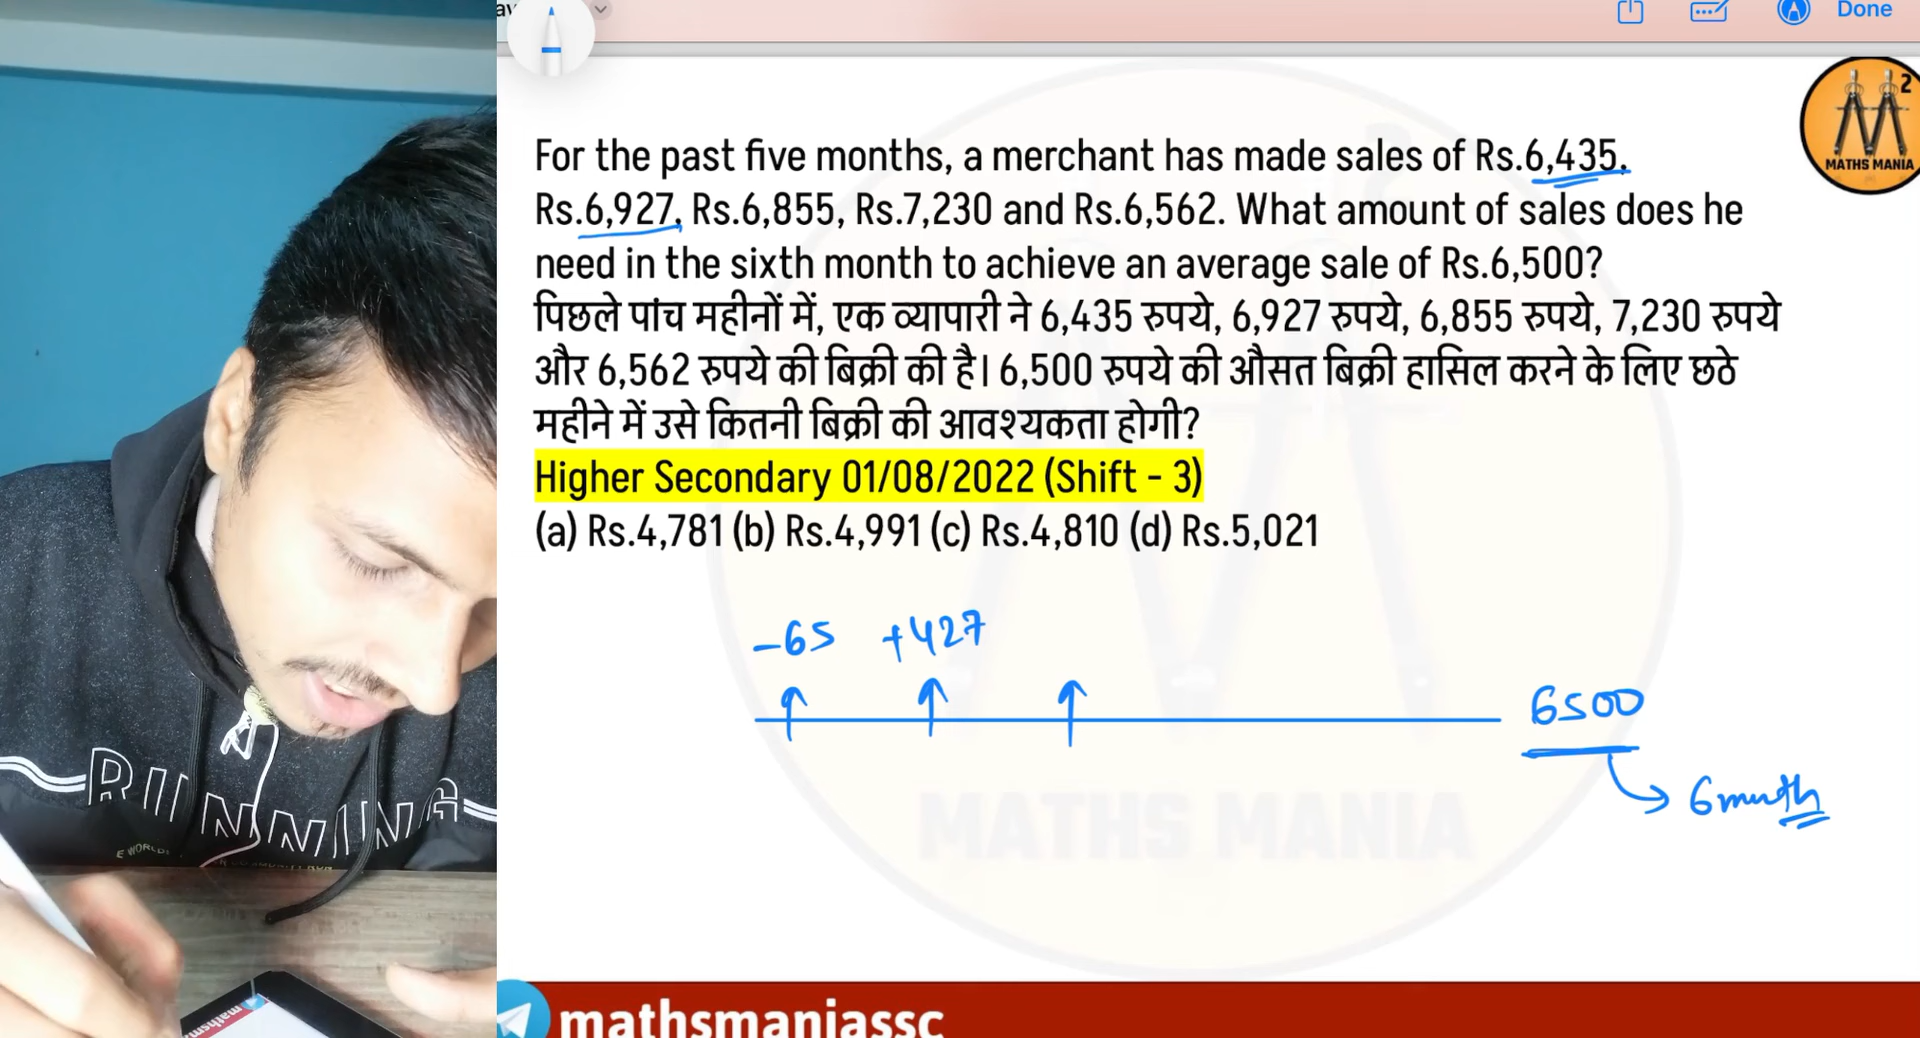 Done
2
MATHS MANIA
For the past five months, a merchant has made sales of Rs.6,435,
Rs.6,927, Rs.6,855, Rs.7,230 and Rs.6,562. What amount of sales does he
need in the sixth month to achieve an average sale of Rs.6,500?
पिछले पांच महीनों में, एक व्यापारी ने 6,435 रुपये, 6,927 रुपये, 6,855 रुपये, 7,230 रुपये
और 6,562 रुपये की बिक्री की है। 6,500 रुपये की औसत बिक्री हासिल करने के लिए छठे
महीने में उसे कितनी बिक्री की आवश्यकता होगी?
Higher Secondary 01/08/2022 (Shift - 3)
(a) Rs.4,781 (b) Rs.4,991 (c) Rs.4,810 (d) Rs.5,021
-65 +427
6500
6 month
MATHS MANIA
RUNNING
mathsmaniassc